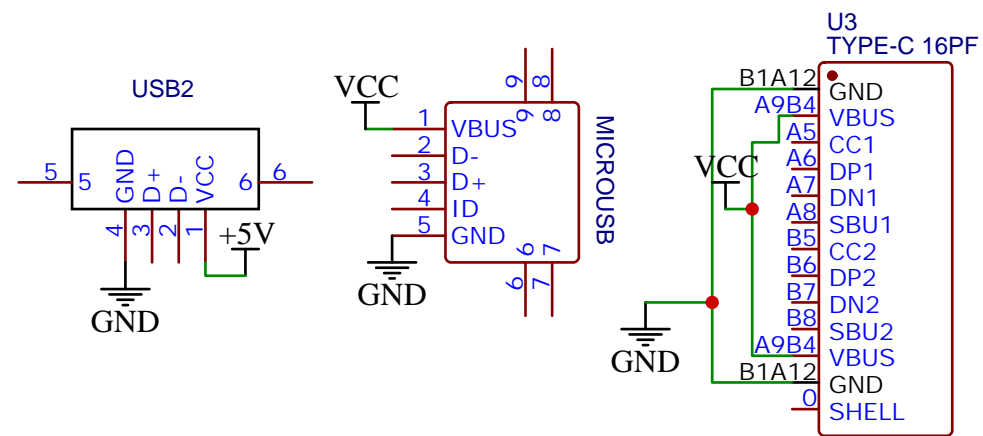 USB2
5
5
GND
D+
D-
VCC
6
6
4
3
2
1
+5V
GND
VCC
9
8
9
8
1
VBUS
2
D-
3
D+
4
ID
5
GND
6
7
6
7
MICROUSB
GND
U3
TYPE-C 16PF
B1A12
GND
A9B4
VBUS
A5
CC1
A6
DP1
A7
DN1
A8
SBU1
B5
CC2
B6
DP2
B7
DN2
B8
SBU2
A9B4
VBUS
B1A12
GND
0
SHELL
VCC
GND